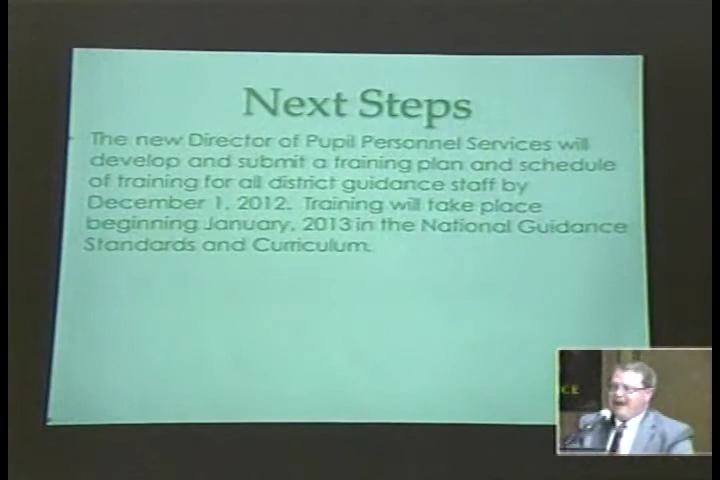 Next Steps
The new Director of Pupil Personnel Services will
develop and submit a training plan and schedule
of training for all district guidance staff by
December 1, 2012. Training will take place
beginning January, 2013 in the National Guidance
Standards and Curriculum.
CE